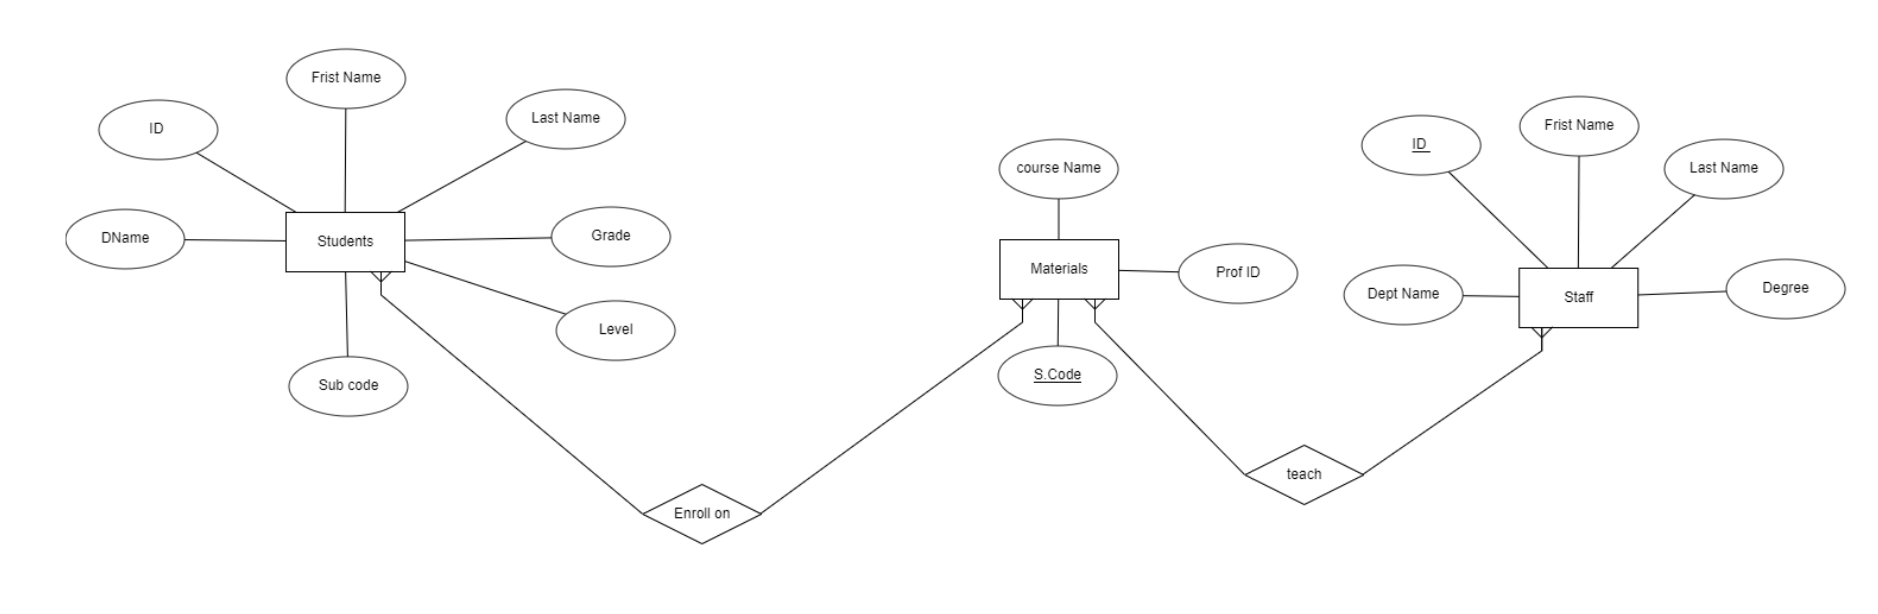 Frist Name
ID
Last Name
DName
Students
Grade
Level
Sub code
Enroll on
course Name
Materials
Prof ID
S.Code
teach
ID
Frist Name
Last Name
Dept Name
Staff
Degree